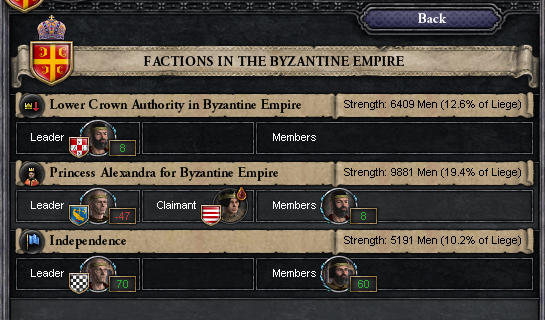 Back
FACTIONS IN THE BYZANTINE EMPIRE
Lower Crown Authority in Byzantine Empire Strength: 6409 Men (12.6% of Liege)
Leader 8 Members
Princess Alexandra for Byzantine Empire Strength: 9881 Men (19.4% of Liege)
Leader -47 Claimant Members 8
Independence Strength: 5191 Men (10.2% of Liege)
Leader 70 Members 60